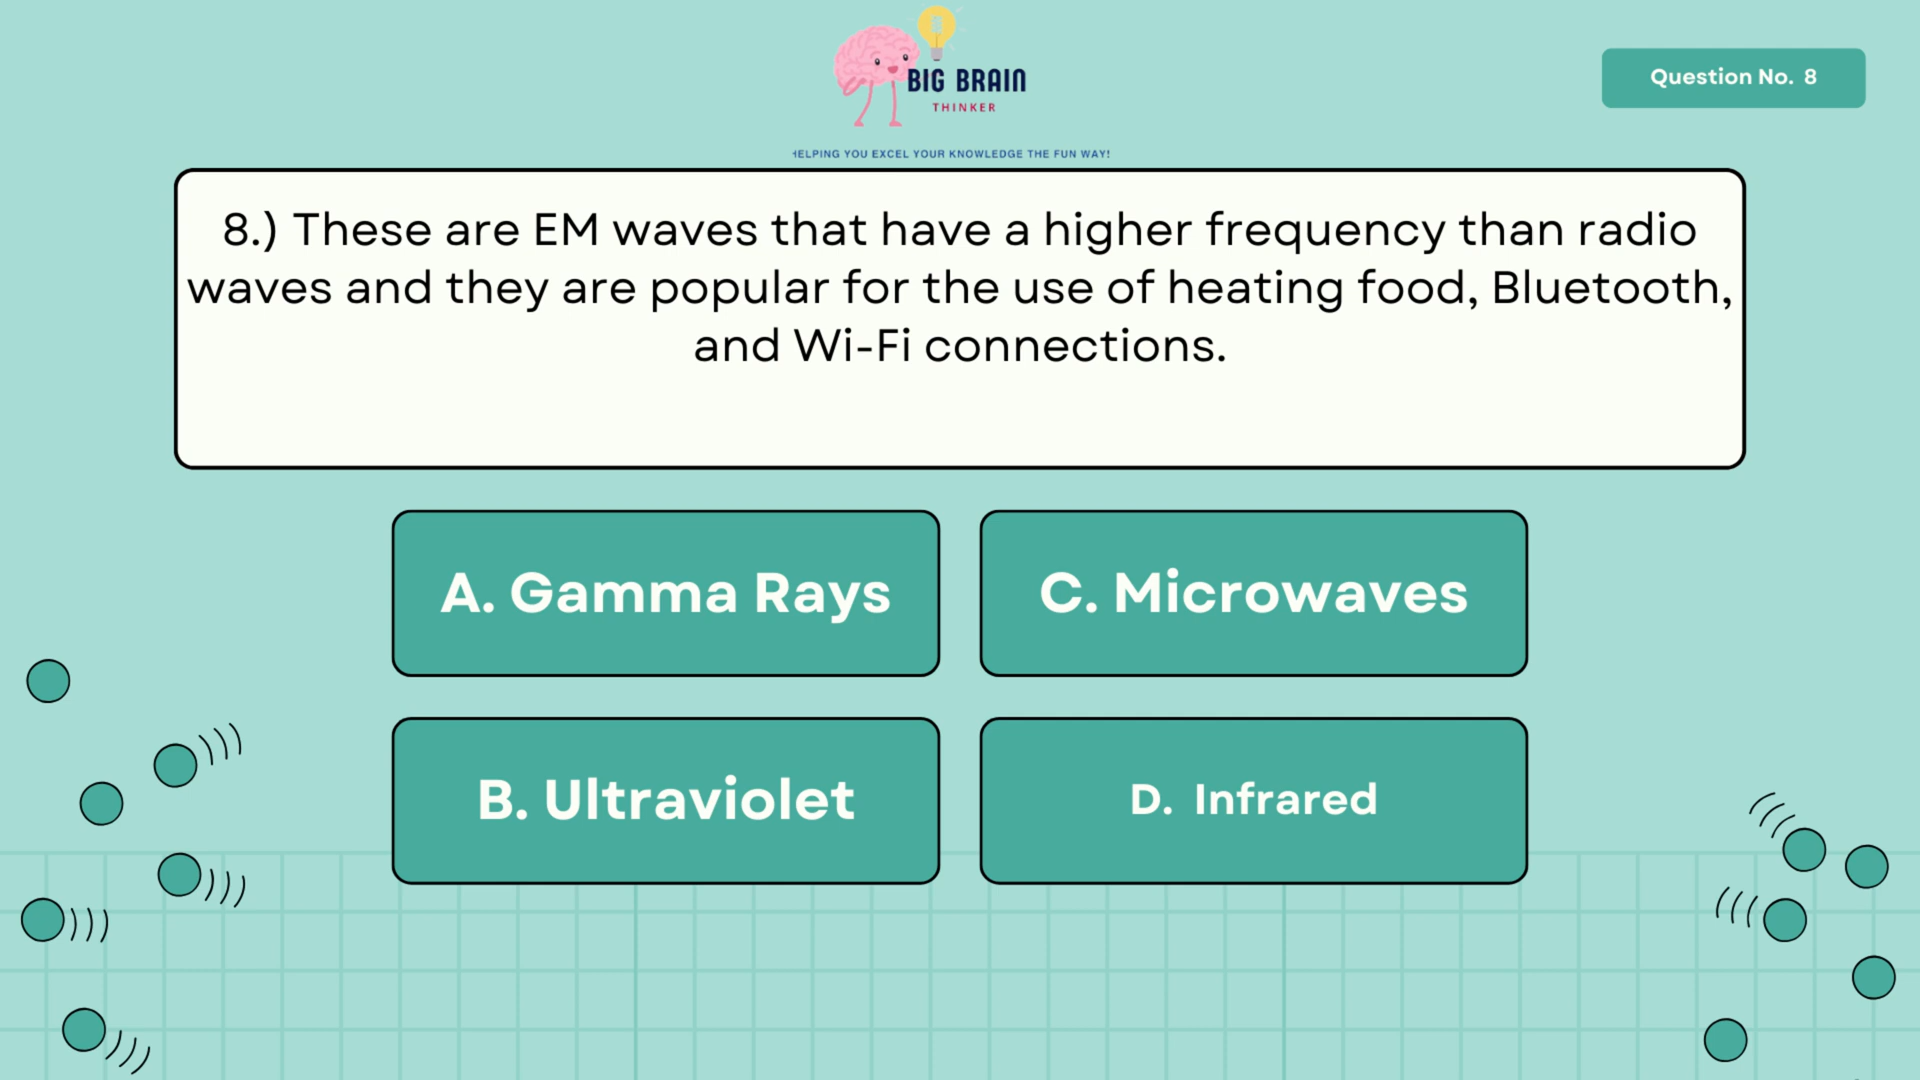 BIG BRAIN
THINKER
HELPING YOU EXCEL YOUR KNOWLEDGE THE FUN WAY!
Question No. 8
8.) These are EM waves that have a higher frequency than radio
waves and they are popular for the use of heating food, Bluetooth,
and Wi-Fi connections.
A. Gamma Rays
C. Microwaves
B. Ultraviolet
D. Infrared